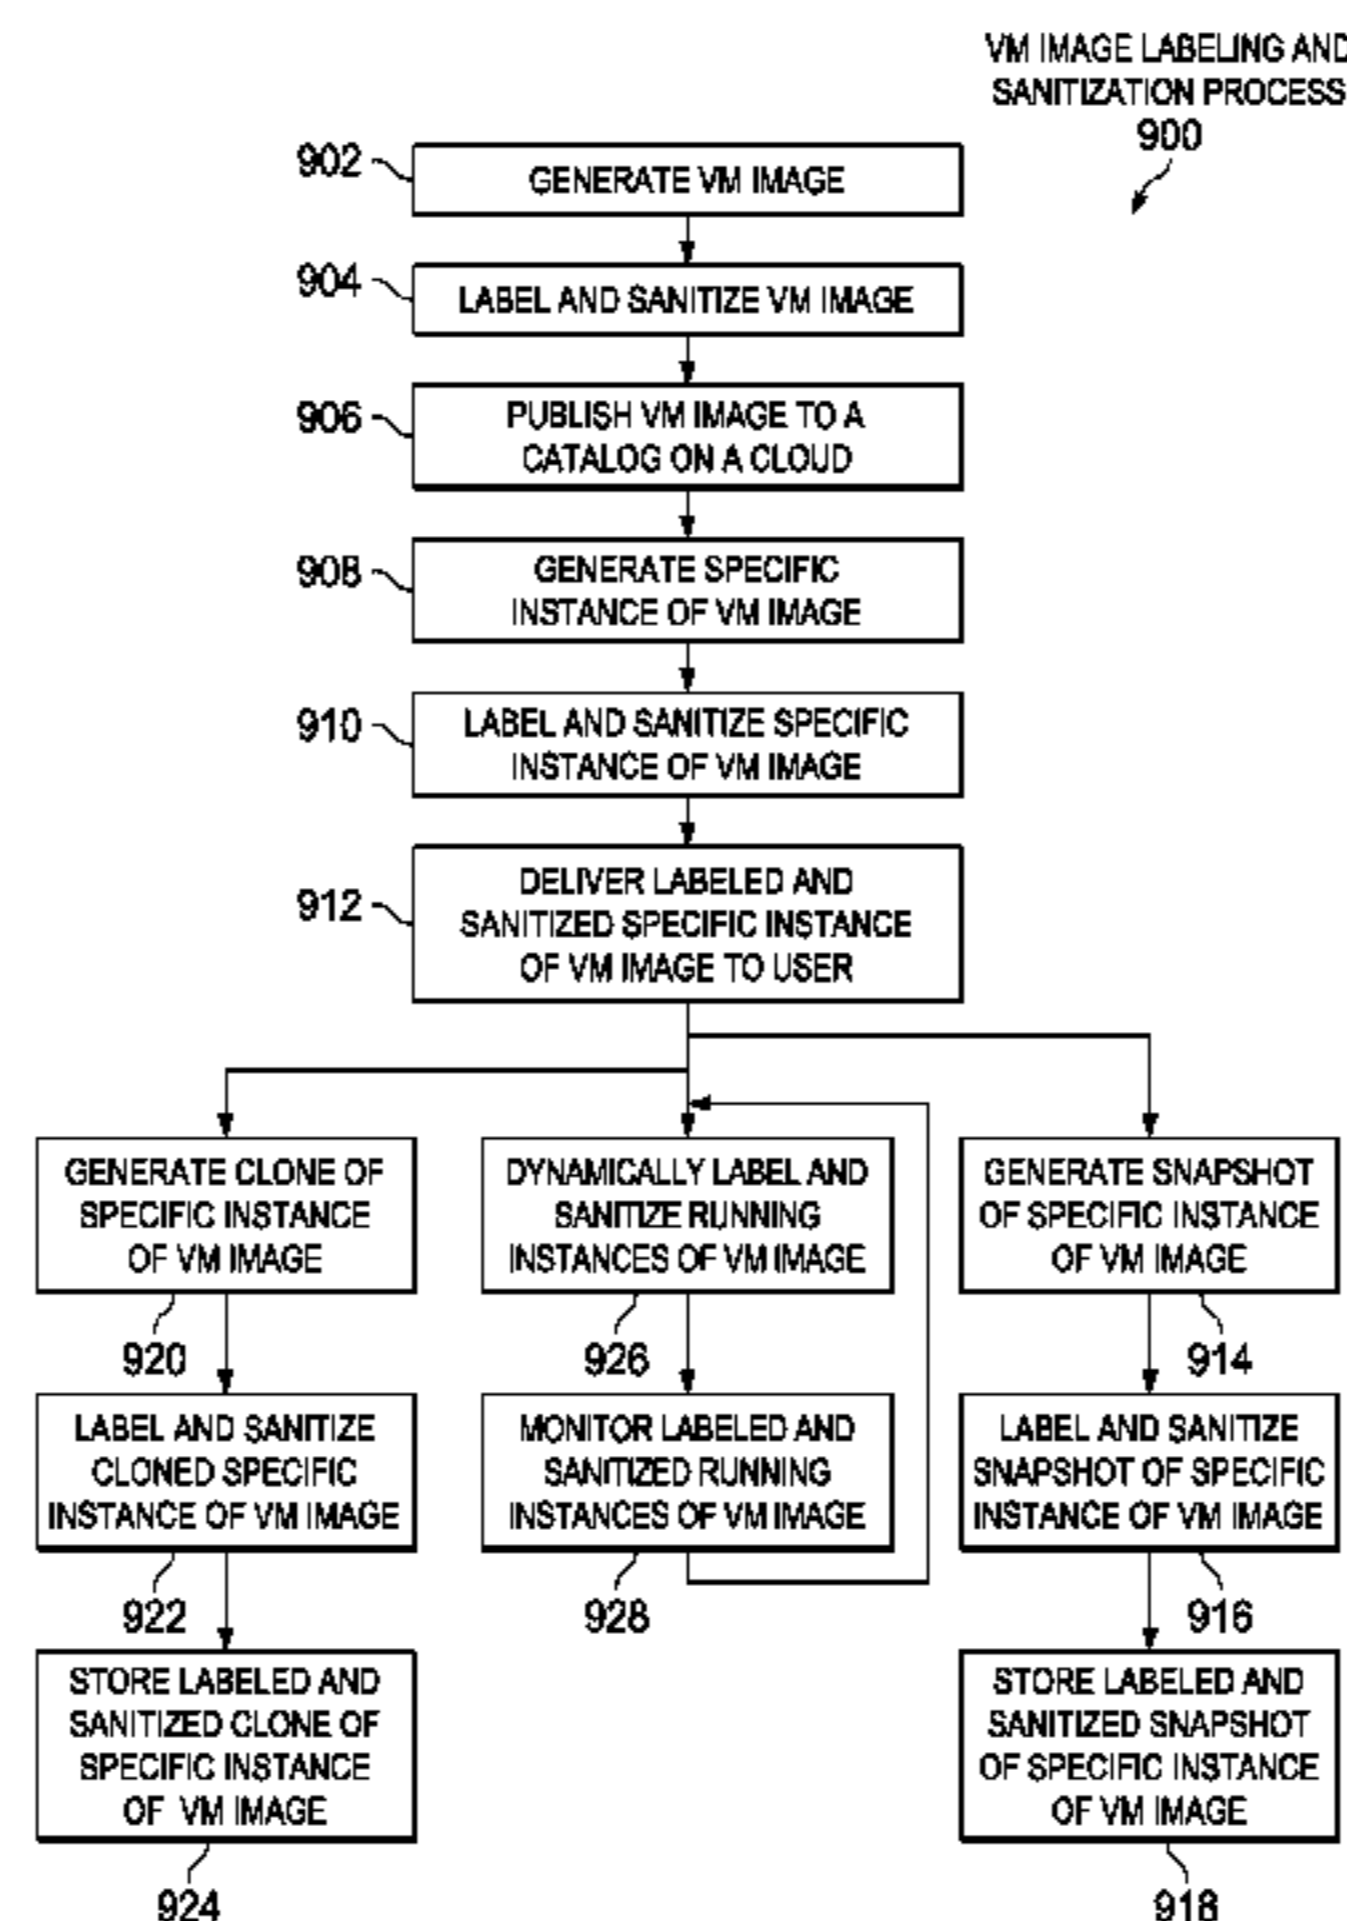 VM IMAGE LABELING AND
SANITIZATION PROCESS
900
902
GENERATE VM IMAGE
904
LABEL AND SANITIZE VM IMAGE
906
PUBLISH VM IMAGE TO A
CATALOG ON A CLOUD
908
GENERATE SPECIFIC
INSTANCE OF VM IMAGE
910
LABEL AND SANITIZE SPECIFIC
INSTANCE OF VM IMAGE
912
DELIVER LABELED AND
SANITIZED SPECIFIC INSTANCE
OF VM IMAGE TO USER
GENERATE CLONE OF
SPECIFIC INSTANCE
OF VM IMAGE
920
LABEL AND SANITIZE
CLONED SPECIFIC
INSTANCE OF VM IMAGE
922
STORE LABELED AND
SANITIZED CLONE OF
SPECIFIC INSTANCE
OF VM IMAGE
924
DYNAMICALLY LABEL AND
SANITIZE RUNNING
INSTANCES OF VM IMAGE
926
MONITOR LABELED AND
SANITIZED RUNNING
INSTANCES OF VM IMAGE
928
GENERATE SNAPSHOT
OF SPECIFIC INSTANCE
OF VM IMAGE
914
LABEL AND SANITIZE
SNAPSHOT OF SPECIFIC
INSTANCE OF VM IMAGE
916
STORE LABELED AND
SANITIZED SNAPSHOT
OF SPECIFIC INSTANCE
OF VM IMAGE
918